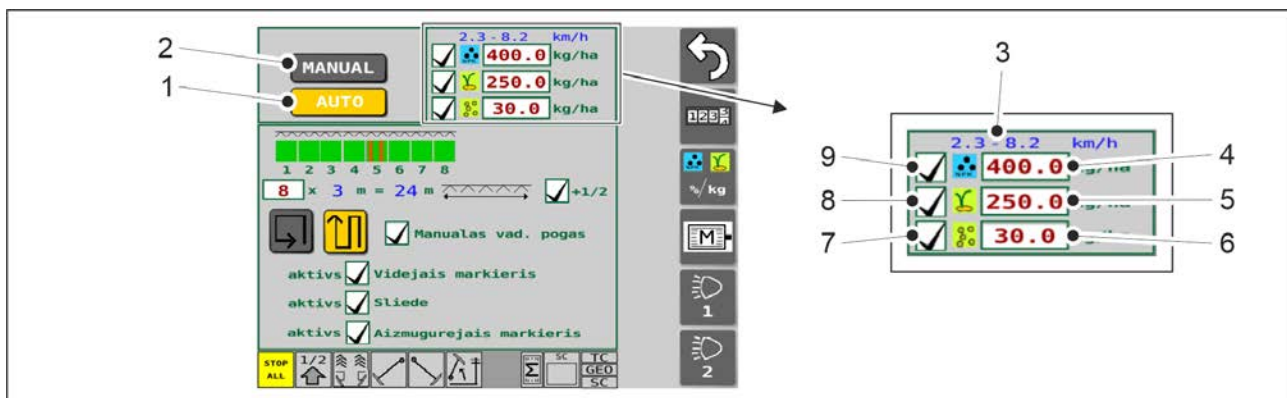 2.3 - 8.2 km/h
2 MANUAL
NPK 400.0 kg/ha
250.0 kg/ha
1 AUTO
30.0 kg/ha
1 2 3 4 5 6 7 8
8 x 3 m = 24 m +1/2
Manualas vad. pogas
aktivs Videjais markieris
aktivs Sliede
aktivs Aizmugurejais markieris
STOP ALL
1/2
Σ
SC
TC
GEO
SC
%/kg
M
1
2
3
2.3 - 8.2 km/h
9 NPK 400.0 4
8 250.0 5
7 30.0 6